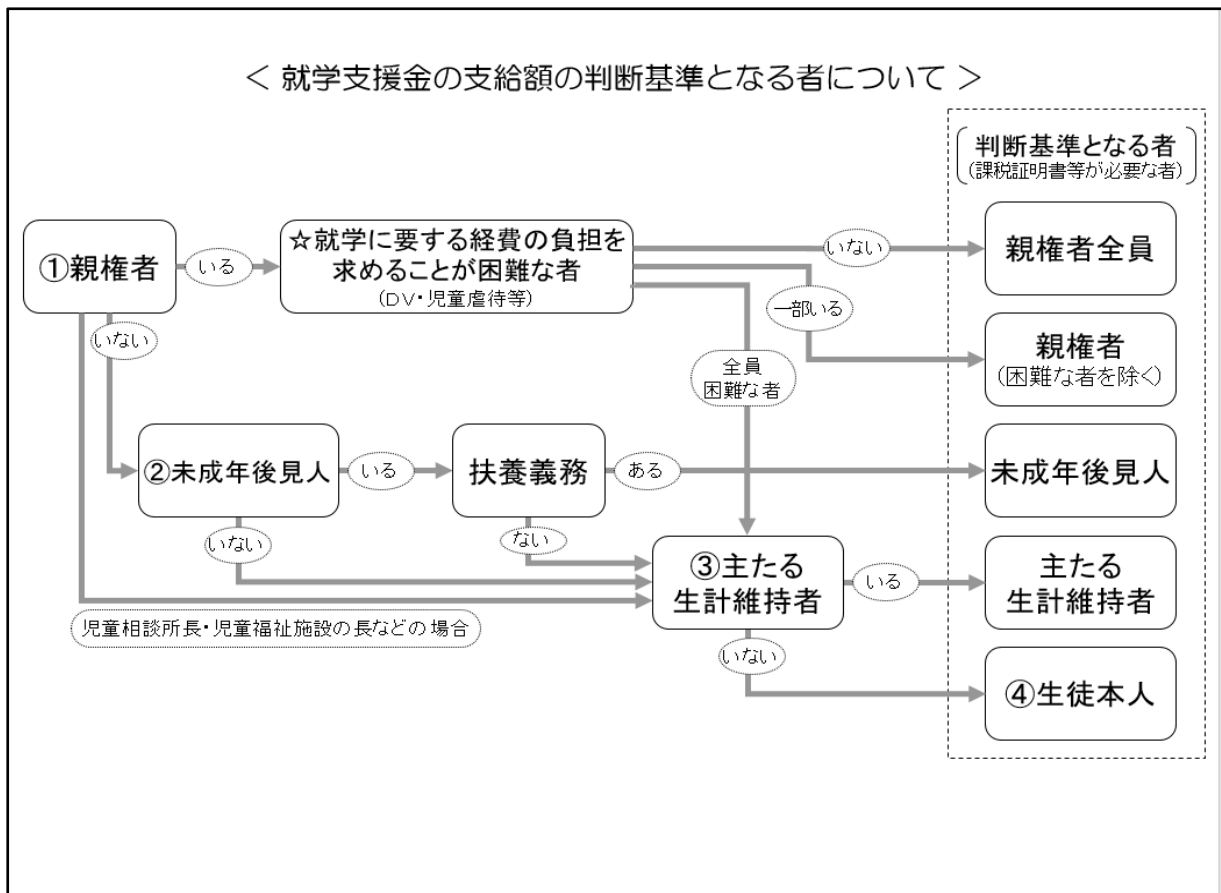 ＜ 就学支援金の支給額の判断基準となる者について ＞
判断基準となる者
(課税証明書等が必要な者)
①親権者
いる
☆就学に要する経費の負担を
求めることが困難な者
(DV・児童虐待等)
いない
親権者全員
一部いる
親権者
(困難な者を除く)
全員
困難な者
いない
②未成年後見人
いる
扶養義務
ある
未成年後見人
いない
ない
③主たる
生計維持者
いる
主たる
生計維持者
児童相談所長・児童福祉施設の長などの場合
いない
④生徒本人